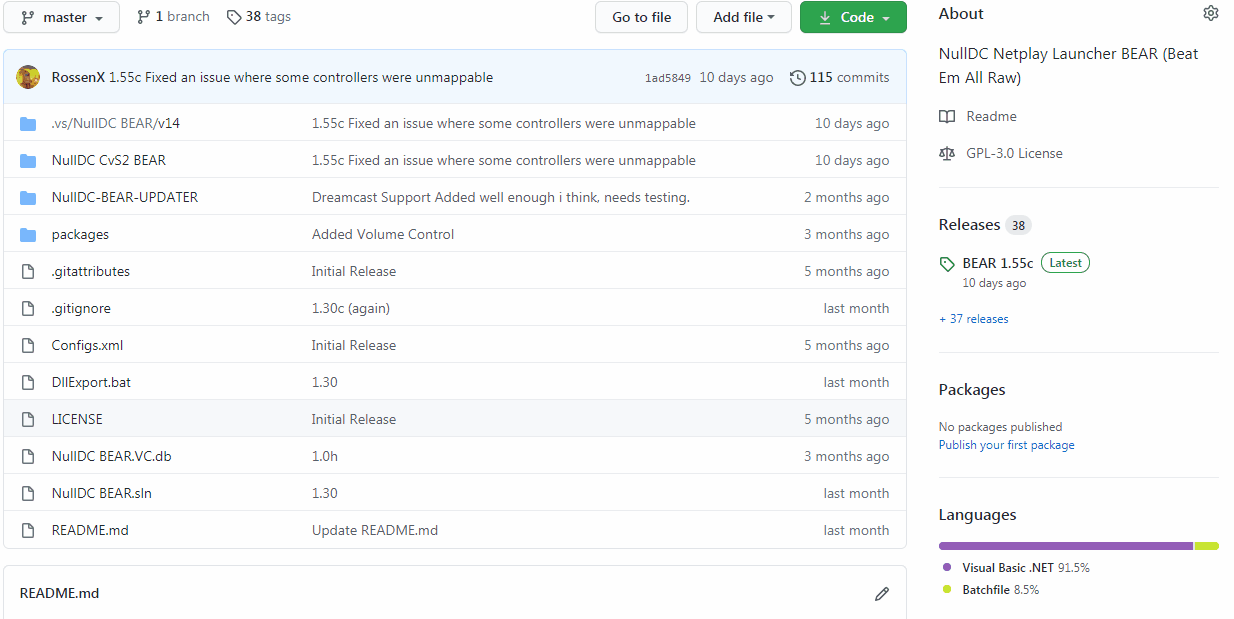 master
1 branch
38 tags
Go to file
Add file
Code
RossenX 1.55c Fixed an issue where some controllers were unmappable 1ad5849 10 days ago 115 commits
.vs/NullDC BEAR/v14 1.55c Fixed an issue where some controllers were unmappable 10 days ago
NullDC CvS2 BEAR 1.55c Fixed an issue where some controllers were unmappable 10 days ago
NullDC-BEAR-UPDATER Dreamcast Support Added well enough i think, needs testing. 2 months ago
packages Added Volume Control 3 months ago
.gitattributes Initial Release 5 months ago
.gitignore 1.30c (again) last month
Configs.xml Initial Release 5 months ago
DllExport.bat 1.30 last month
LICENSE Initial Release 5 months ago
NullDC BEAR.VC.db 1.0h 3 months ago
NullDC BEAR.sln 1.30 last month
README.md Update README.md last month
README.md
About
NullDC Netplay Launcher BEAR (Beat
Em All Raw)
Readme
GPL-3.0 License
Releases 38
BEAR 1.55c Latest
10 days ago
+ 37 releases
Packages
No packages published
Publish your first package
Languages
Visual Basic .NET 91.5%
Batchfile 8.5%